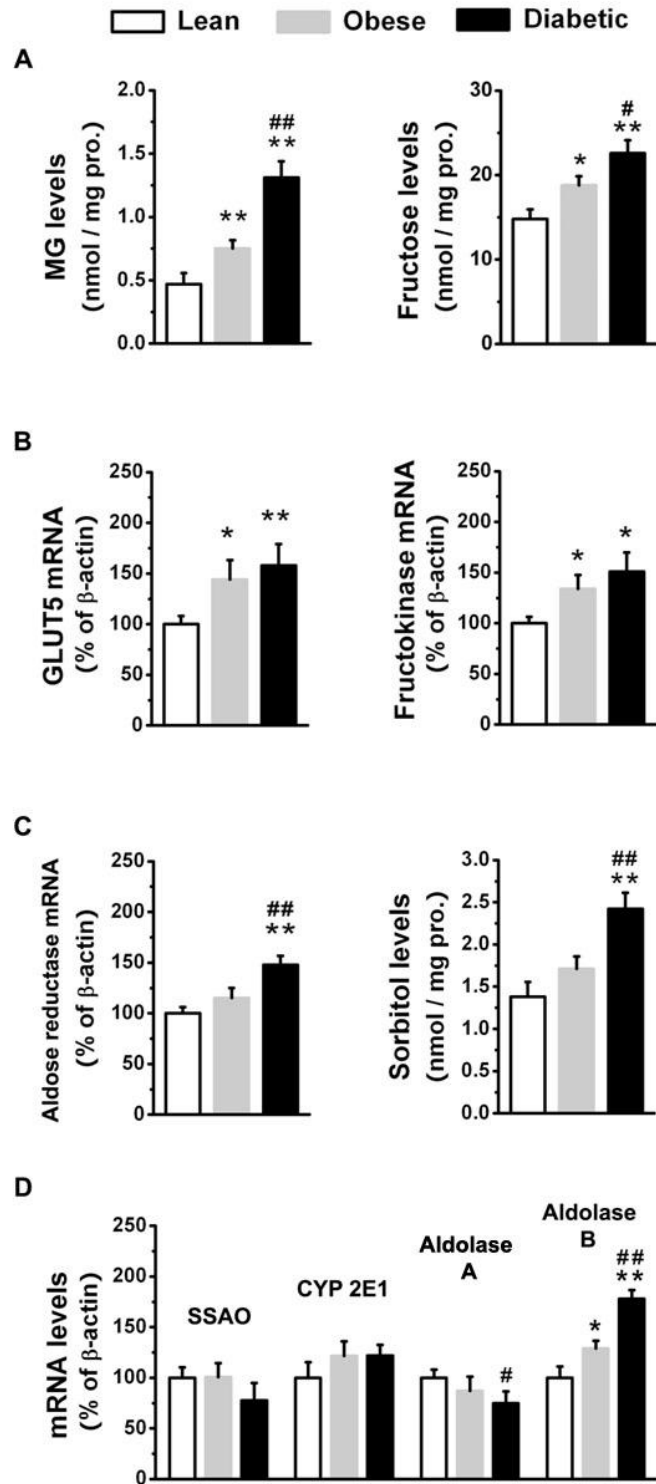 Lean Obese Diabetic
A
MG levels
(nmol / mg pro.)
2.0
1.5
1.0
0.5
0.0
**
##
**
Fructose levels
(nmol / mg pro.)
30
20
10
0
*
#
**
B
GLUT5 mRNA
(% of β-actin)
250
200
150
100
50
0
*
**
Fructokinase mRNA
(% of β-actin)
250
200
150
100
50
0
*
*
C
Aldose reductase mRNA
(% of β-actin)
250
200
150
100
50
0
##
**
Sorbitol levels
(nmol / mg pro.)
3.0
2.5
2.0
1.5
1.0
0.5
0.0
##
**
D
mRNA levels
(% of β-actin)
250
200
150
100
50
0
SSAO
CYP 2E1
Aldolase
A
#
Aldolase
B
*
##
**